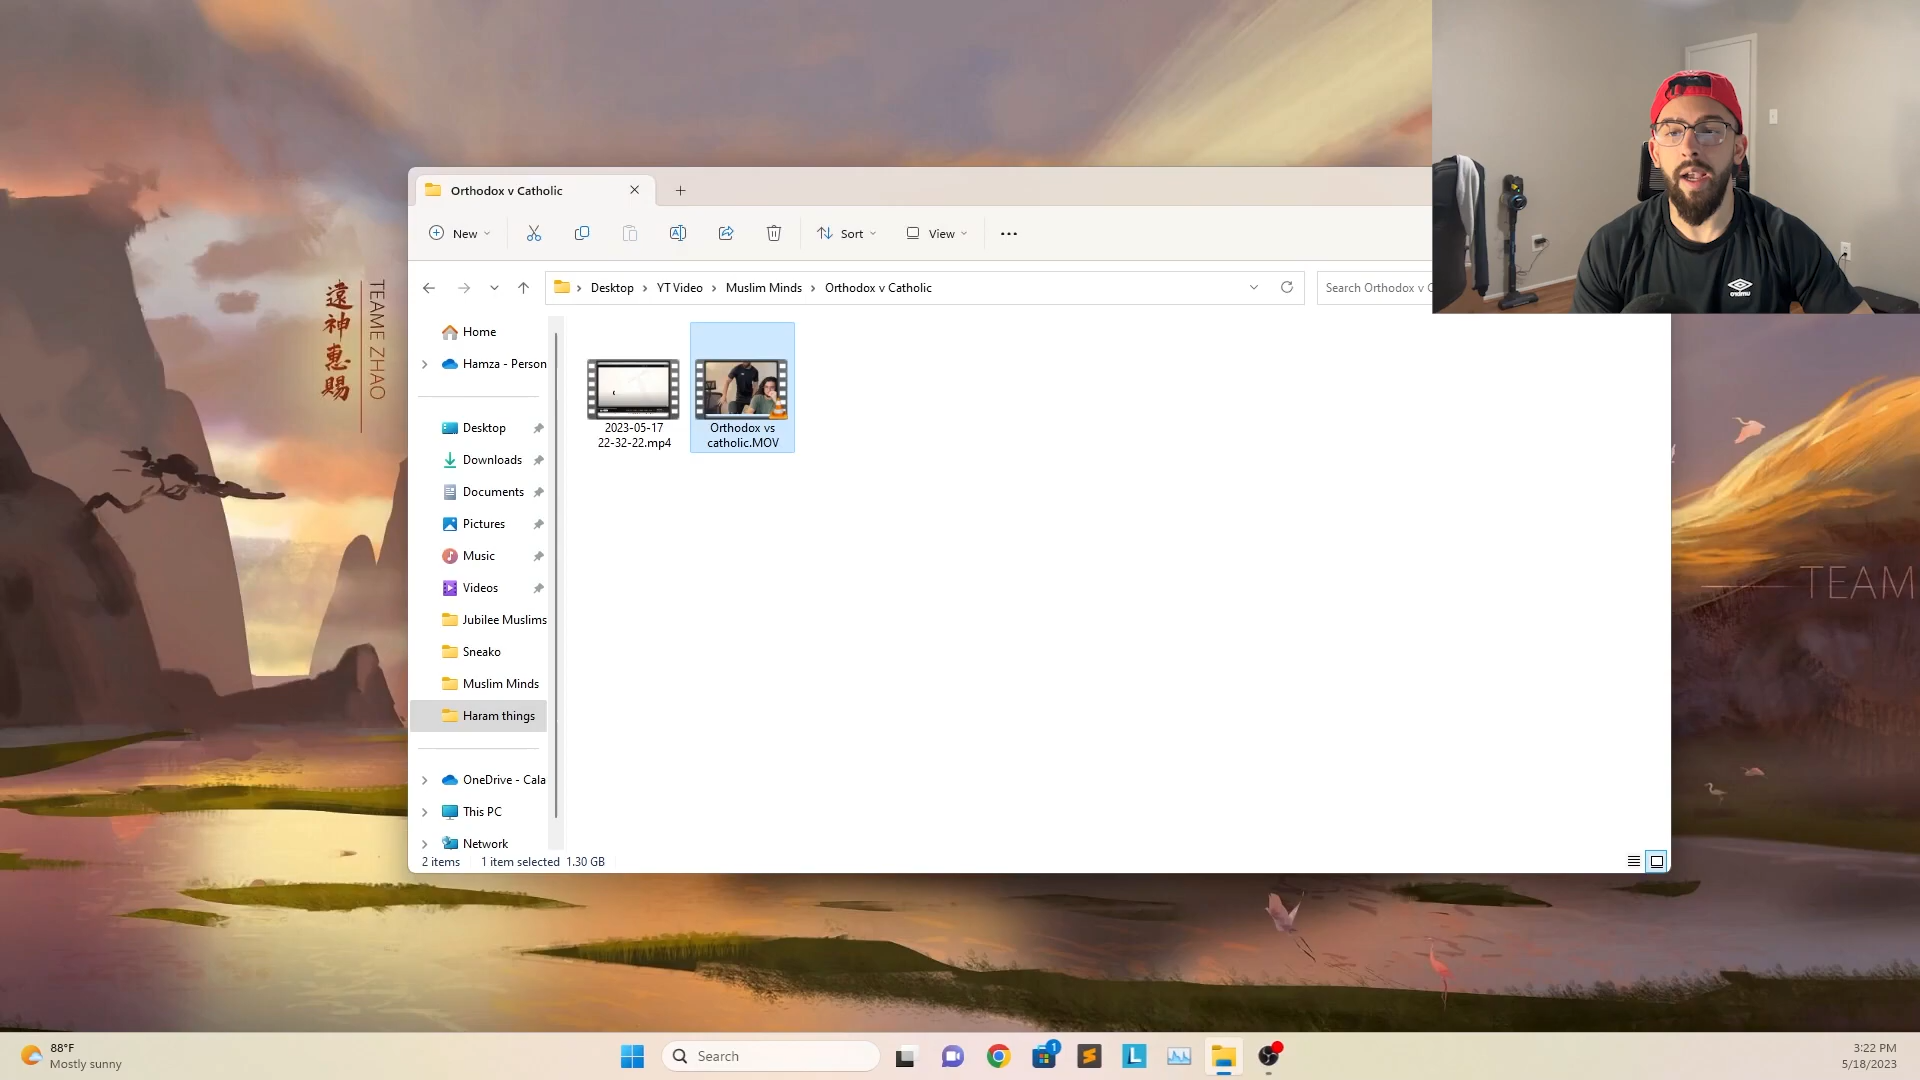 Orthodox v Catholic
New
Sort
View
Desktop
YT Video
Muslim Minds
Orthodox v Catholic
Search Orthodox v C
Home
Hamza - Person
Desktop
Downloads
Documents
Pictures
Music
Videos
Jubilee Muslims
Sneako
Muslim Minds
Haram things
OneDrive - Cala
This PC
Network
2023-05-17
22-32-22.mp4
Orthodox vs
catholic.MOV
2 items
1 item selected 1.30 GB
遠神惠賜
TEAME ZHAO
TEAM
umbro
88°F
Mostly sunny
Search
1
3:22 PM
5/18/2023